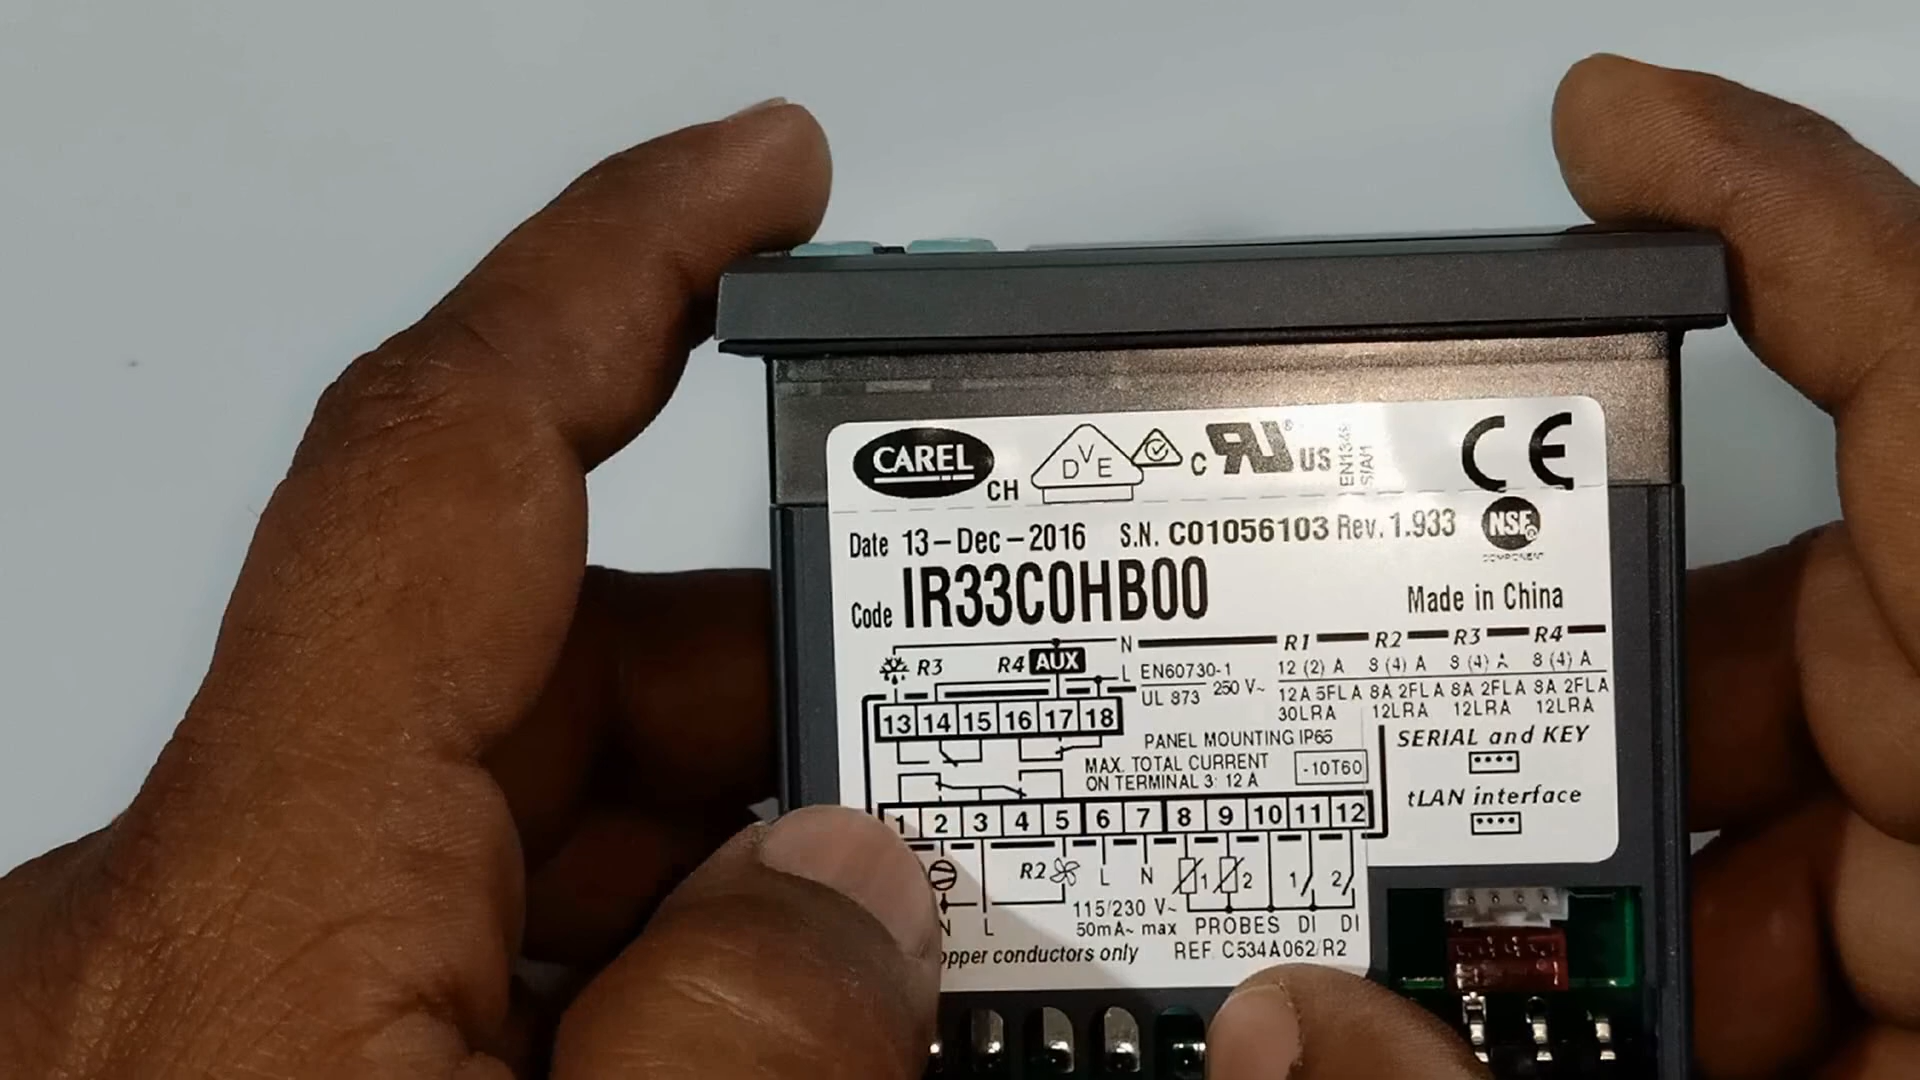 CAREL CH
D V E
C RU ® US
EN1349
S/A/1
CE
Date 13-Dec-2016 S.N. C01056103 Rev. 1.933
NSF
COMPONENT
Code IR33C0HB00
Made in China
N R1 R2 R3 R4
R3 R4 AUX L EN60730-1 12 (2) A 8 (4) A 8 (4) A 8 (4) A
UL 873 250 V~ 12A 5FLA 8A 2FLA 8A 2FLA 8A 2FLA
30LRA 12LRA 12LRA 12LRA
13 14 15 16 17 18
PANEL MOUNTING IP65
SERIAL and KEY
MAX. TOTAL CURRENT
ON TERMINAL 3: 12 A
-10T60
tLAN interface
1 2 3 4 5 6 7 8 9 10 11 12
R2 L N 1 2 1 2
N L 115/230 V~
50mA~ max PROBES DI DI
opper conductors only REF. C534A062/R2